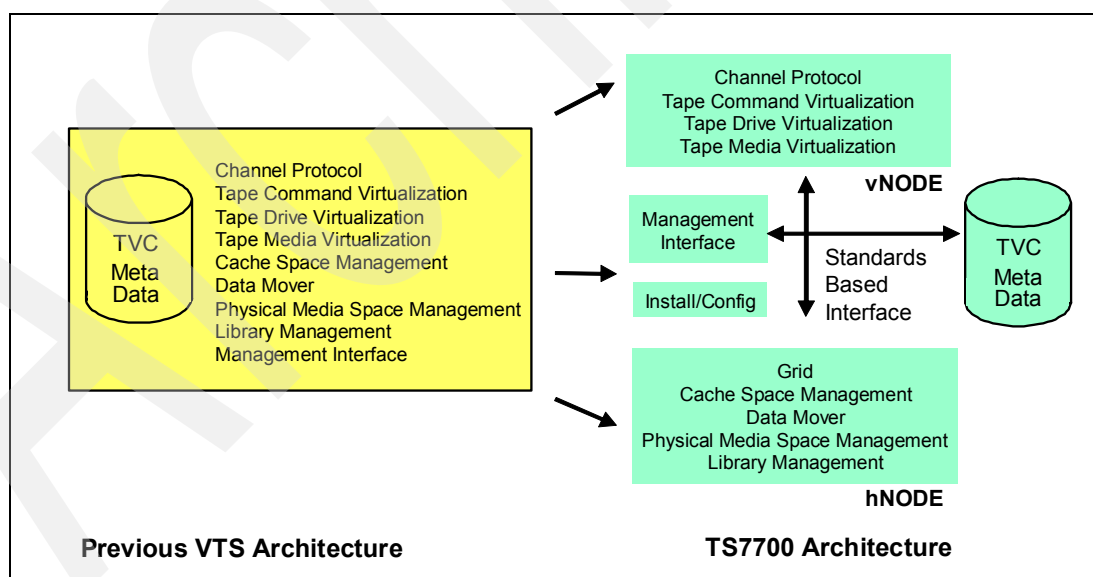 Channel Protocol
Tape Command Virtualization
Tape Drive Virtualization
Tape Media Virtualization
Cache Space Management
Data Mover
Physical Media Space Management
Library Management
Management Interface
TVC
Meta
Data
Previous VTS Architecture
Channel Protocol
Tape Command Virtualization
Tape Drive Virtualization
Tape Media Virtualization
vNODE
Management
Interface
Install/Config
Standards
Based
Interface
TVC
Meta
Data
Grid
Cache Space Management
Data Mover
Physical Media Space Management
Library Management
hNODE
TS7700 Architecture